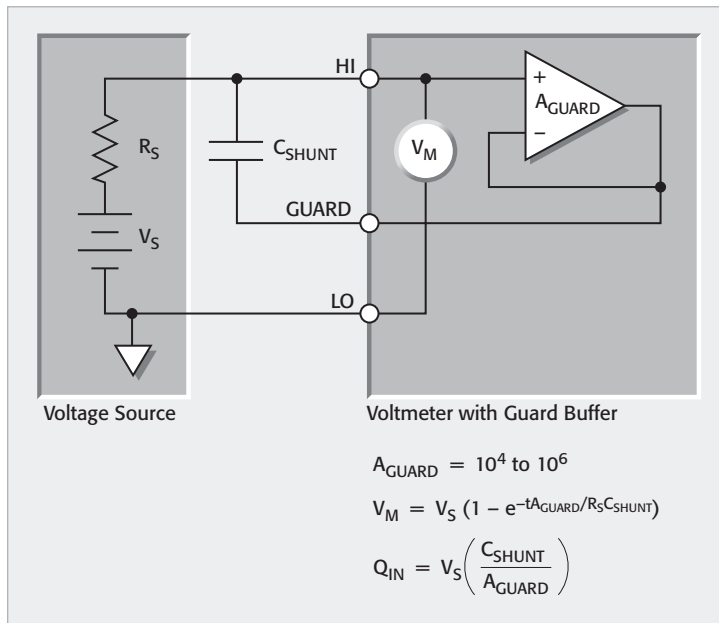 HI
+
A_GUARD
−
R_S
C_SHUNT
V_M
GUARD
V_S
LO
Voltage Source
Voltmeter with Guard Buffer
A_GUARD = 10^4 to 10^6
V_M = V_S (1 – e^–tA_GUARD/R_SC_SHUNT)
Q_IN = V_S(C_SHUNT/A_GUARD)